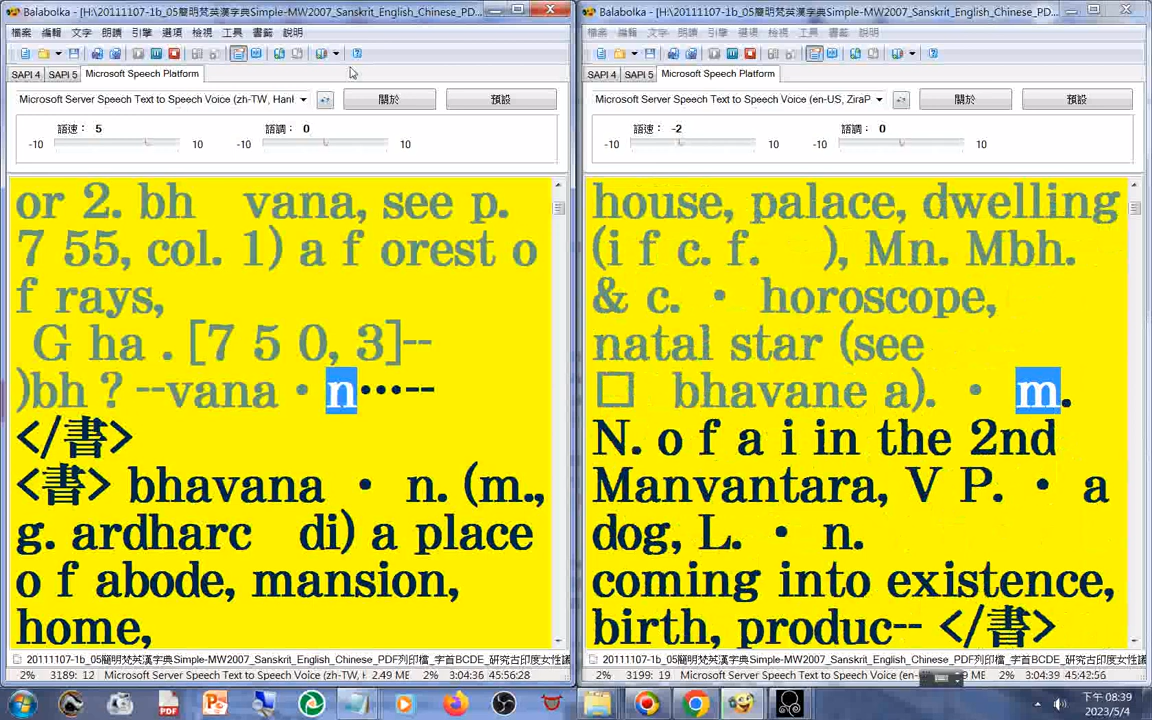 Balabolka - [H:\20111107-1b_05簡明梵英漢字典Simple-MW2007_Sanskrit_English_Chinese_PD...
檔案 編輯 文字 朗讀 引擎 選項 檢視 工具 書籤 說明
SAPI 4 SAPI 5 Microsoft Speech Platform
Microsoft Server Speech Text to Speech Voice (zh-TW, HanI 關於 預設
語速： 5 語調： 0
-10 10 -10 10
or 2. bh vana, see p.
7 55, col. 1) a f orest o
f rays,
G ha . [7 5 0, 3]--
)bh ? --vana • n•••--
</書>
<書> bhavana • n. (m.,
g. ardharc di) a place
o f abode, mansion,
home,
20111107-1b_05簡明梵英漢字典Simple-MW2007_Sanskrit_English_Chinese_PDF列印檔_字首BCDE_研究古印度女性議
2% 3189: 12 Microsoft Server Speech Text to Speech Voice (zh-TW, H 2.49 ME 2% 3:04:36 45:56:28
Balabolka - [H:\20111107-1b_05簡明梵英漢字典Simple-MW2007_Sanskrit_English_Chinese_PD...
檔案 編輯 文字 朗讀 引擎 選項 檢視 工具 書籤 說明
SAPI 4 SAPI 5 Microsoft Speech Platform
Microsoft Server Speech Text to Speech Voice (en-US, ZiraP 關於 預設
語速： -2 語調： 0
-10 10 -10 10
house, palace, dwelling
(i f c. f. ), Mn. Mbh.
& c. • horoscope,
natal star (see
□ bhavane a). • m.
N. o f a i in the 2nd
Manvantara, V P. • a
dog, L. • n.
coming into existence,
birth, produc-- </書>
20111107-1b_05簡明梵英漢字典Simple-MW2007_Sanskrit_English_Chinese_PDF列印檔_字首BCDE_研究古印度女性議
2% 3199: 19 Microsoft Server Speech Text to Speech Voice (en-US, ZiraP ME 2% 3:04:39 45:42:56
PDF
下午 08:39
2023/5/4